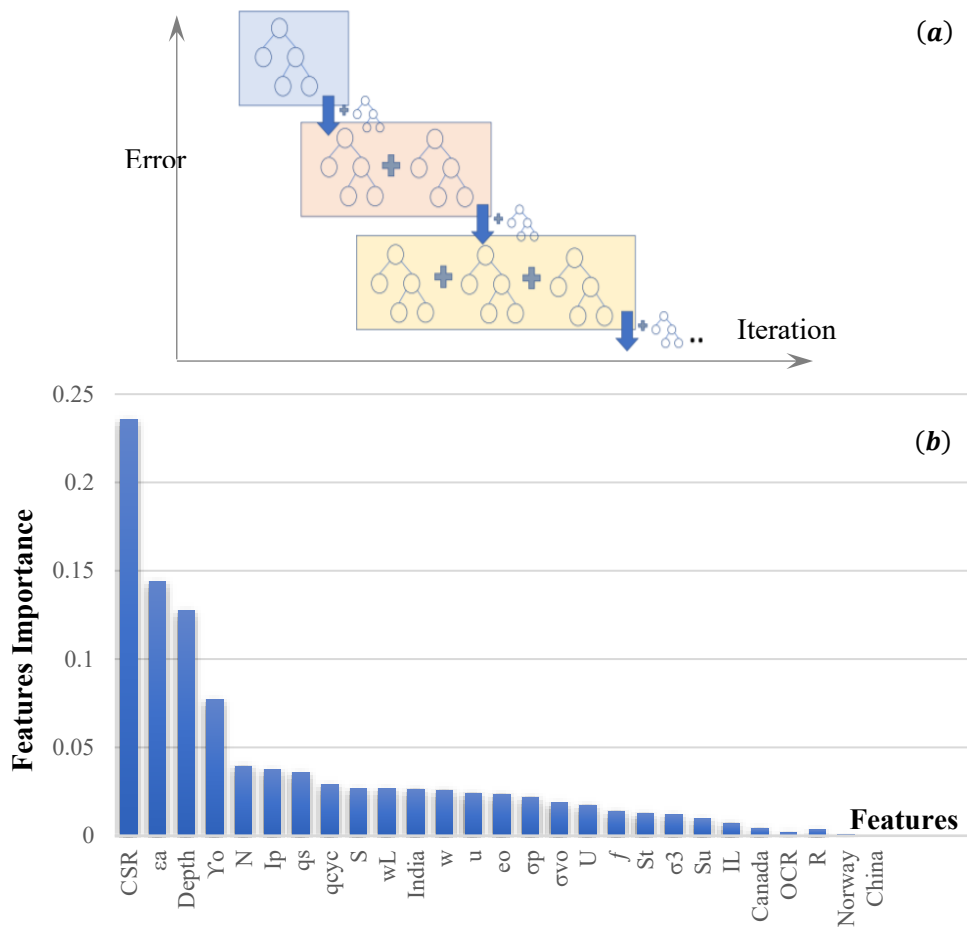 (a)
Error
Iteration
..
(b)
Features Importance
0.25
0.2
0.15
0.1
0.05
0
Features
CSR
εa
Depth
ϒo
N
Ip
qs
qcyc
S
wL
India
w
u
eo
σp
σvo
U
f
St
σ3
Su
IL
Canada
OCR
R
Norway
China